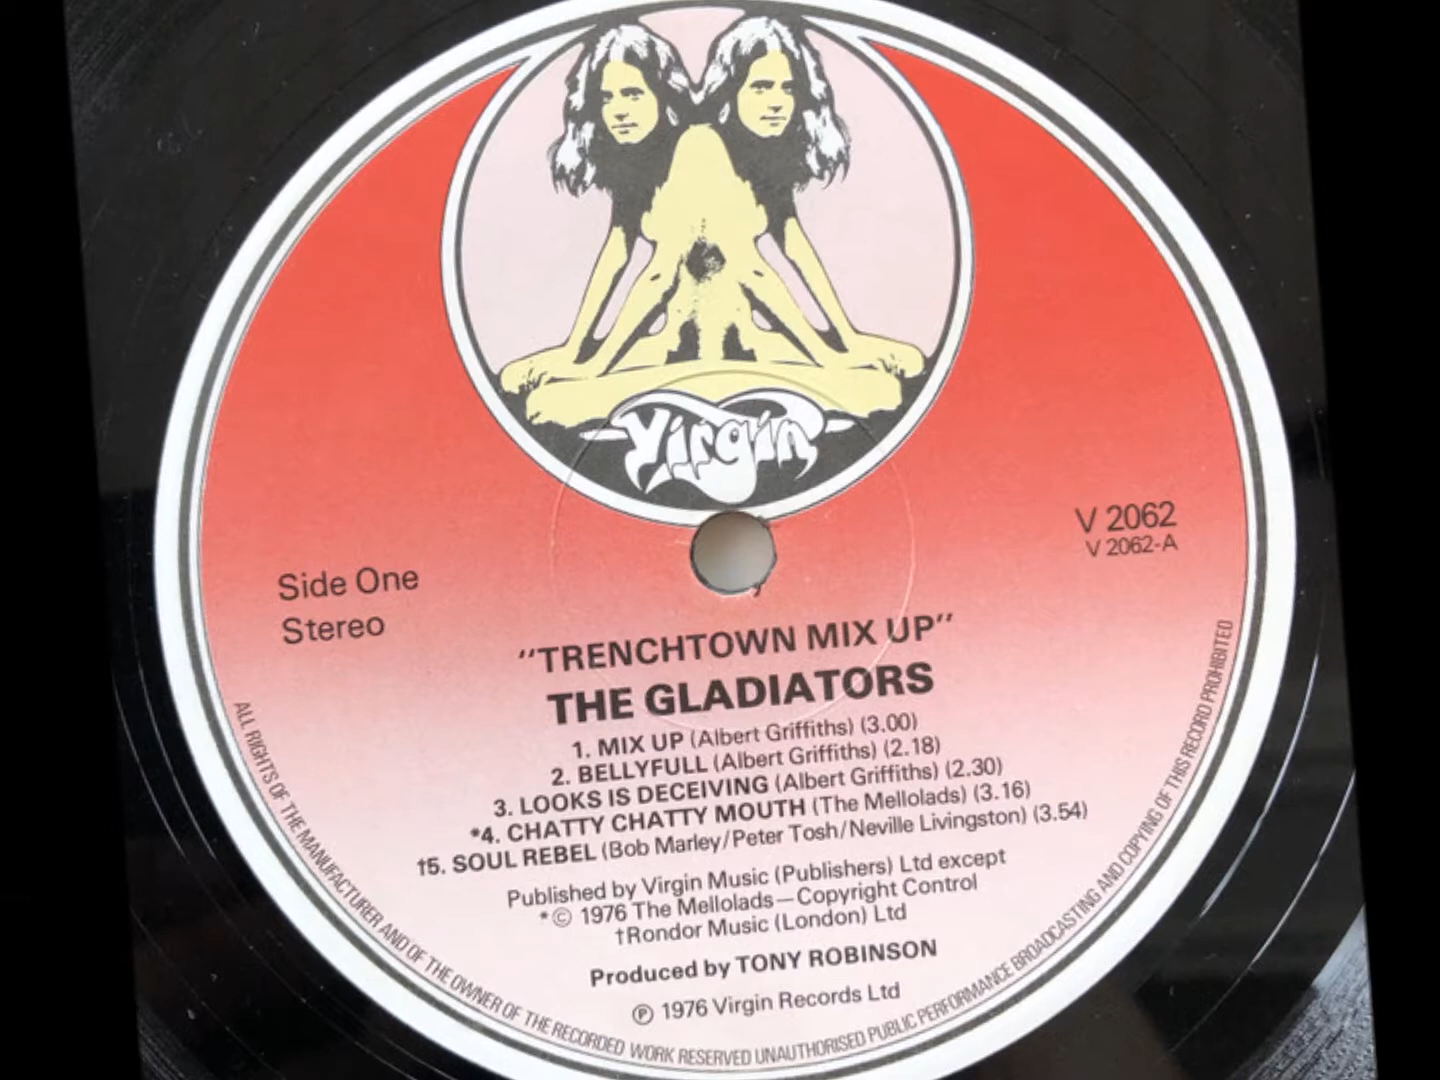 Virgin
V 2062
V 2062-A
Side One
Stereo
"TRENCHTOWN MIX UP"
THE GLADIATORS
1. MIX UP (Albert Griffiths) (3.00)
2. BELLYFULL (Albert Griffiths) (2.18)
3. LOOKS IS DECEIVING (Albert Griffiths) (2.30)
*4. CHATTY CHATTY MOUTH (The Mellolads) (3.16)
†5. SOUL REBEL (Bob Marley/Peter Tosh/Neville Livingston) (3.54)
Published by Virgin Music (Publishers) Ltd except
*© 1976 The Mellolads—Copyright Control
†Rondor Music (London) Ltd
Produced by TONY ROBINSON
℗ 1976 Virgin Records Ltd
ALL RIGHTS OF THE MANUFACTURER AND OF THE OWNER OF THE RECORDED WORK RESERVED UNAUTHORISED PUBLIC PERFORMANCE BROADCASTING AND COPYING OF THIS RECORD PROHIBITED